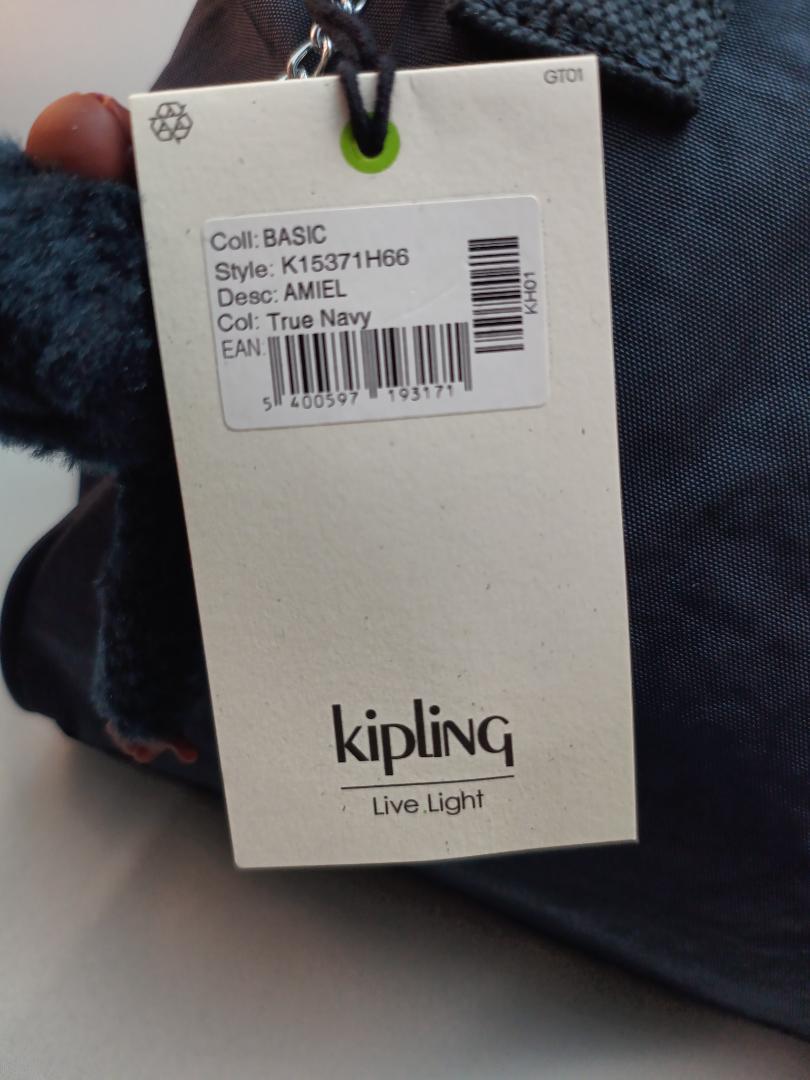 GT01
Coll: BASIC
Style: K15371H66
Desc: AMIEL
Col: True Navy
EAN:
5 400597 193171
KH01
kipling
Live.Light